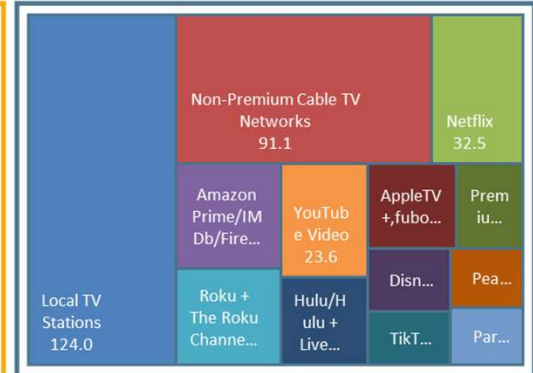 Non-Premium Cable TV
Networks
91.1
Netflix
32.5
Local TV
Stations
124.0
Amazon
Prime/IM
Db/Fire...
YouTub
e Video
23.6
AppleTV
+,fubo...
Prem
iu...
Roku +
The Roku
Channe...
Hulu/H
ulu +
Live...
Disn...
Pea...
TikT...
Par...